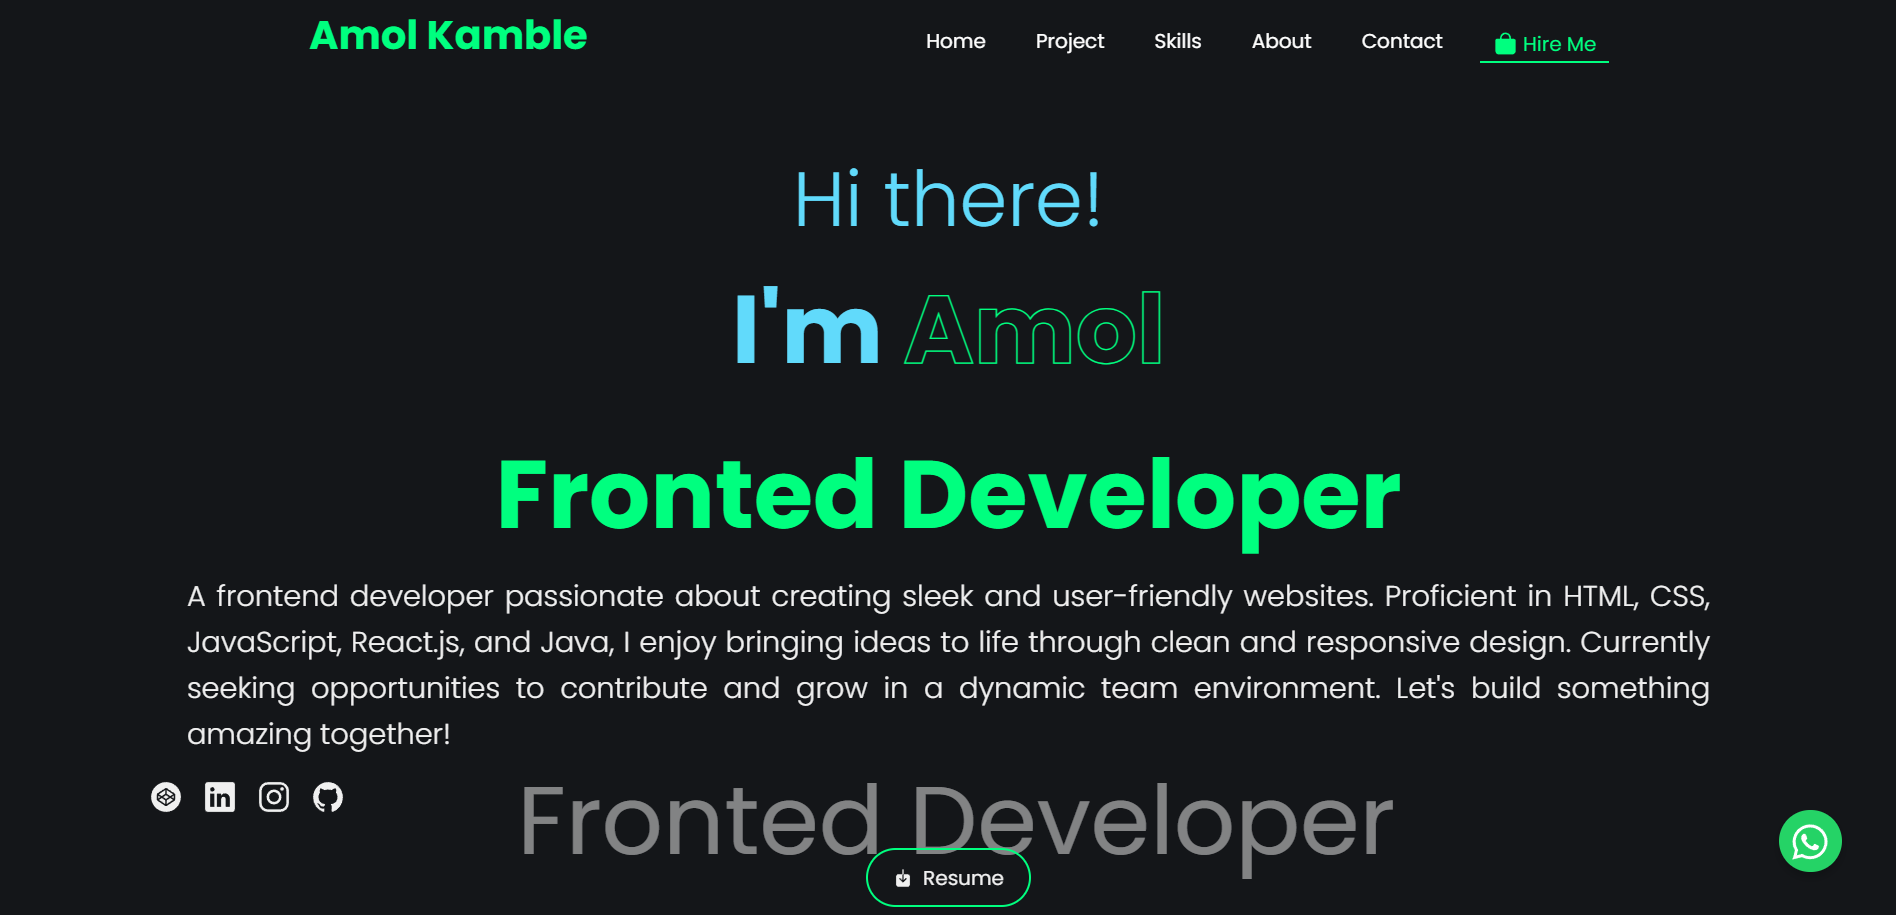 Amol Kamble
Home Project Skills About Contact Hire Me
Hi there!
I'm Amol
Fronted Developer
A frontend developer passionate about creating sleek and user-friendly websites. Proficient in HTML, CSS,
JavaScript, React.js, and Java, I enjoy bringing ideas to life through clean and responsive design. Currently
seeking opportunities to contribute and grow in a dynamic team environment. Let's build something
amazing together!
in
Fronted Developer
Resume